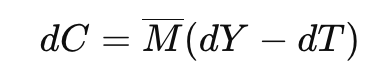 dC = \overline{M}(dY − dT)